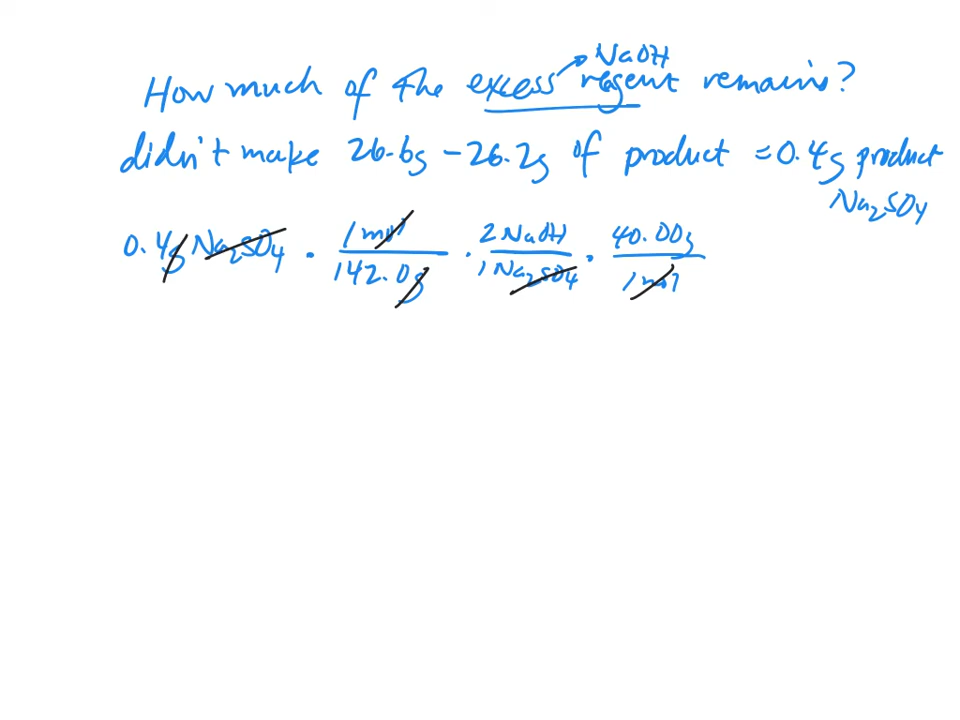 NaOH
How much of the excess regent remains?
didn't make 26.6g - 26.2g of product = 0.4g product
Na2SO4
0.4g Na2SO4 · 1 mol / 142.0g · 2 NaOH / 1 Na2SO4 · 40.00g / 1 mol